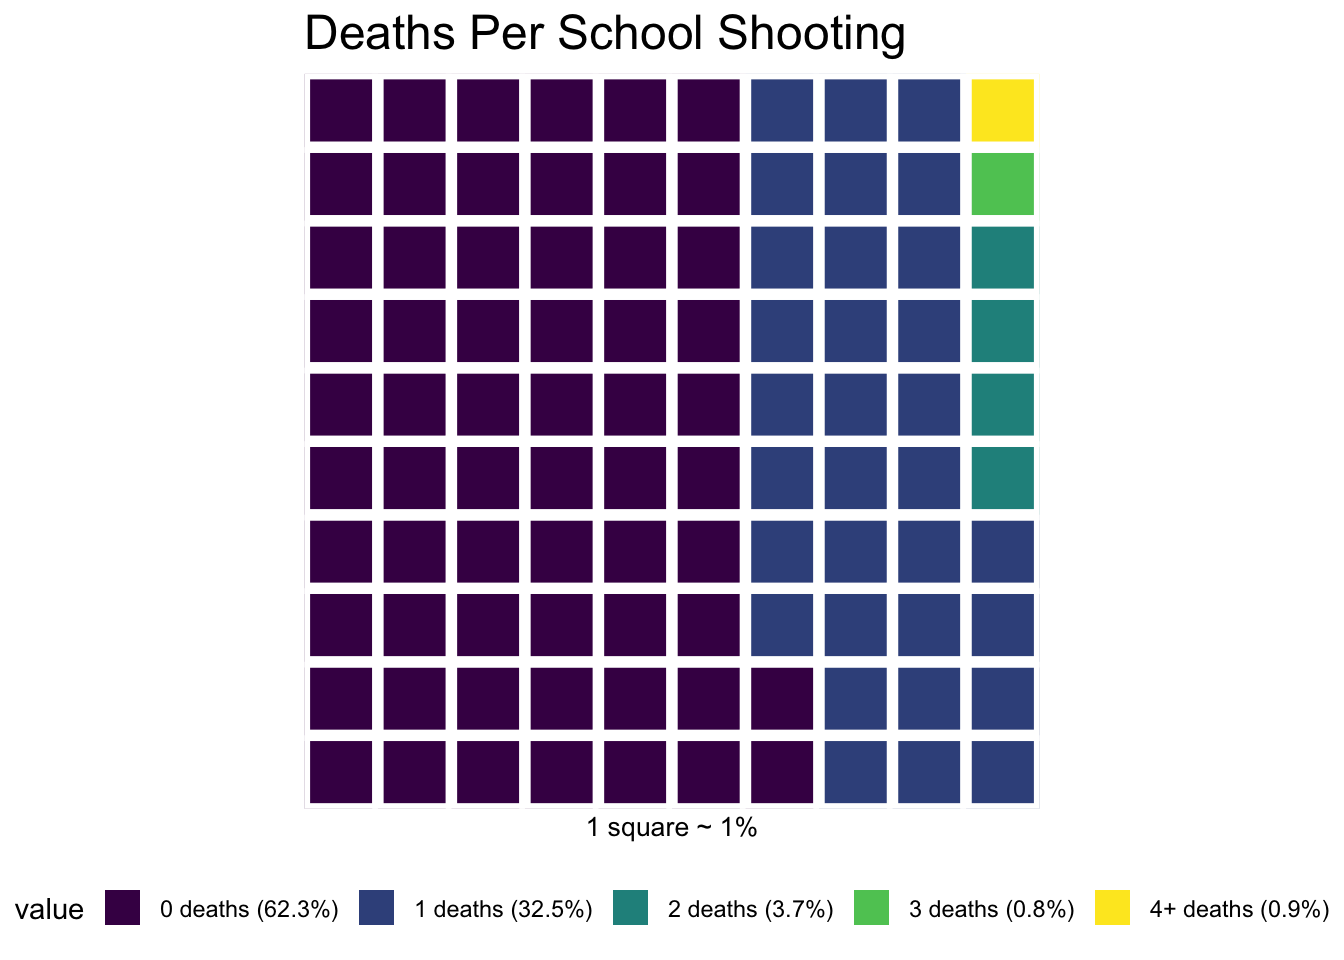 Deaths Per School Shooting
1 square ~ 1%
value 0 deaths (62.3%) 1 deaths (32.5%) 2 deaths (3.7%) 3 deaths (0.8%) 4+ deaths (0.9%)